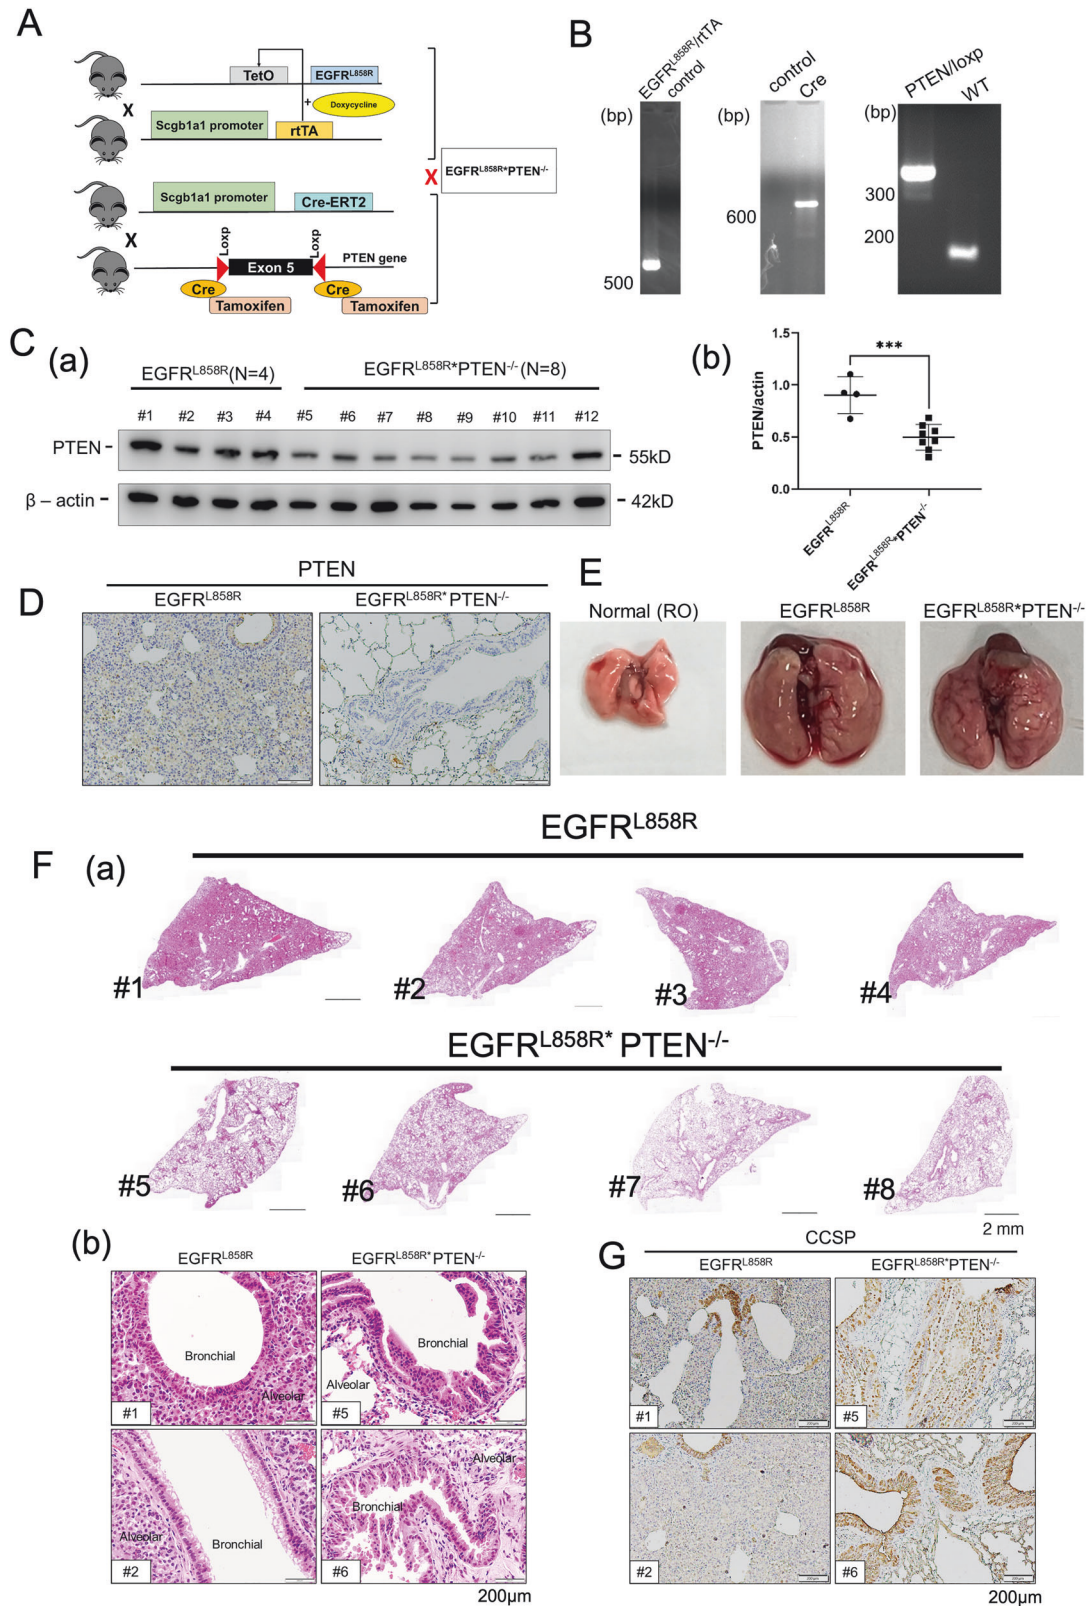 A
TetO
EGFR^L858R
Doxycycline
+
X
Scgb1a1 promoter
rtTA
Scgb1a1 promoter
Cre-ERT2
X
EGFR^L858R*PTEN^-/-
X
Loxp
Loxp
Exon 5
PTEN gene
Cre
Cre
Tamoxifen
Tamoxifen
B
EGFR^L858R/rtTA
control
(bp)
500
control
Cre
(bp)
600
PTEN/loxp
WT
(bp)
300
200
C
(a)
EGFR^L858R(N=4)
EGFR^L858R*PTEN^-/-(N=8)
#1 #2 #3 #4 #5 #6 #7 #8 #9 #10 #11 #12
PTEN
55kD
β – actin
42kD
(b)
***
PTEN/actin
1.5
1.0
0.5
0.0
EGFR^L858R
EGFR^L858R*PTEN^-/-
D
PTEN
EGFR^L858R
EGFR^L858R* PTEN^-/-
E
Normal (RO)
EGFR^L858R
EGFR^L858R*PTEN^-/-
F
(a)
EGFR^L858R
#1
#2
#3
#4
EGFR^L858R* PTEN^-/-
#5
#6
#7
#8
2 mm
(b)
EGFR^L858R
EGFR^L858R* PTEN^-/-
Bronchial
Alveolar
#1
Bronchial
Alveolar
#5
Alveolar
Bronchial
#2
Alveolar
Bronchial
#6
200μm
G
CCSP
EGFR^L858R
EGFR^L858R*PTEN^-/-
#1
200μm
#5
200μm
#2
200μm
#6
200μm
200μm